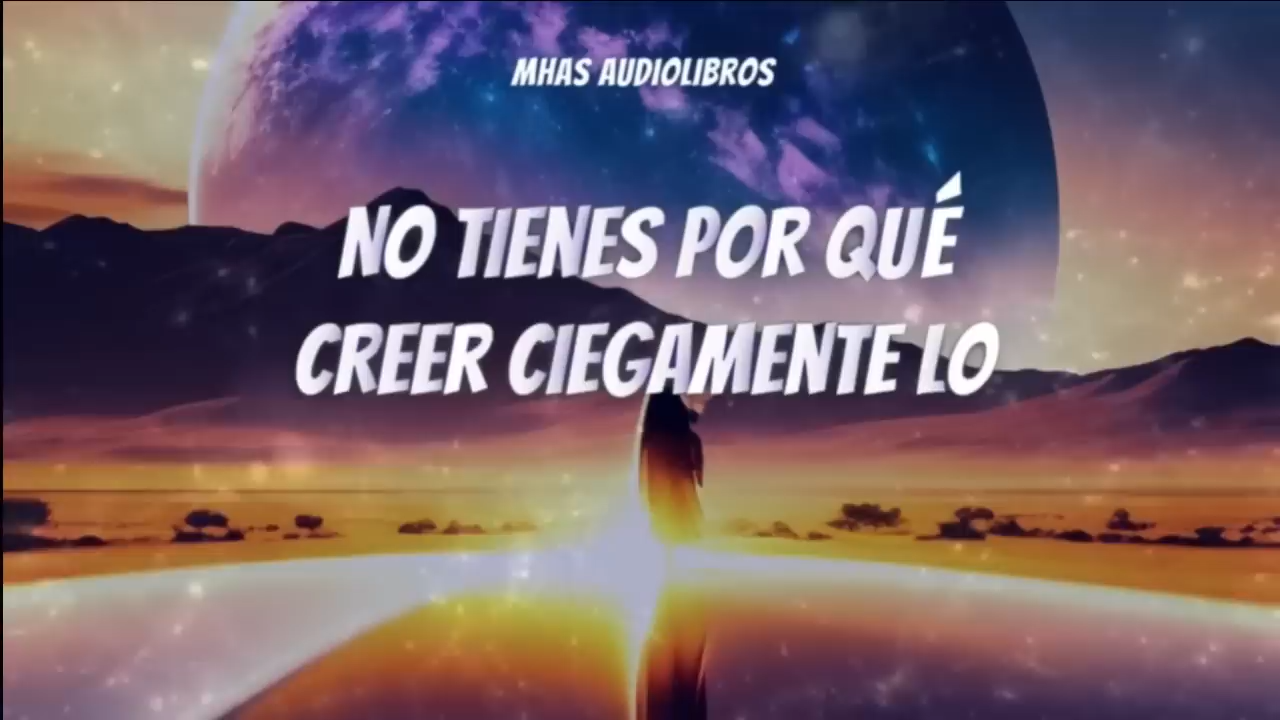 MHAS AUDIOLIBROS
NO TIENES POR QUÉ
CREER CIEGAMENTE LO